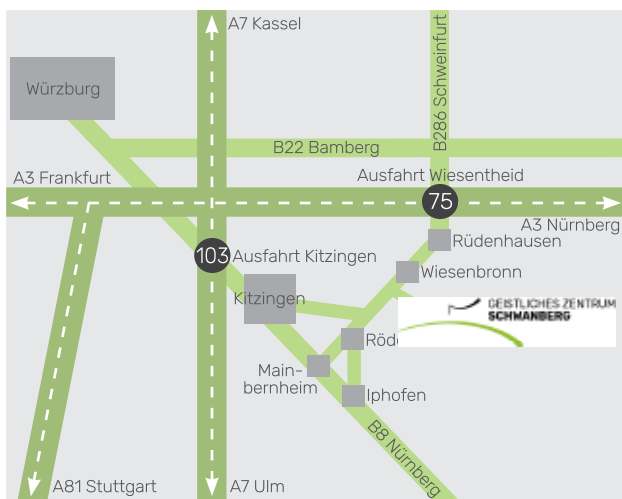 A7 Kassel
B286 Schweinfurt
Würzburg
B22 Bamberg
A3 Frankfurt
Ausfahrt Wiesentheid
75
A3 Nürnberg
Rüdenhausen
103
Ausfahrt Kitzingen
Wiesenbronn
Kitzingen
GEISTLICHES ZENTRUM
SCHWANBERG
Main-
bernheim
Iphofen
B8 Nürnberg
A81 Stuttgart
A7 Ulm